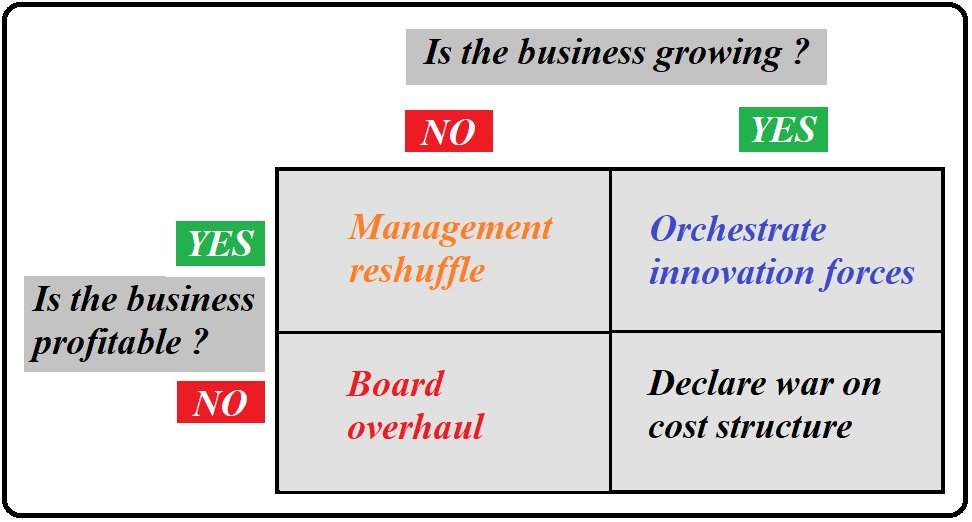 Is the business growing ?
NO
YES
YES
Management
reshuffle
Orchestrate
innovation forces
Is the business
profitable ?
NO
Board
overhaul
Declare war on
cost structure